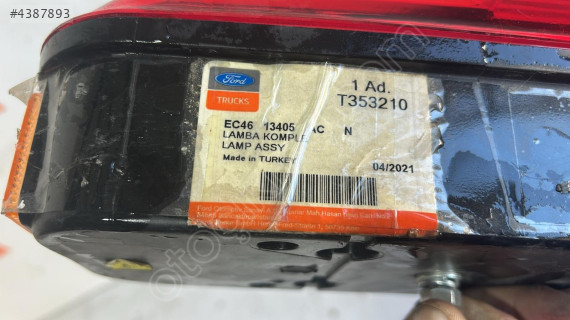 #4387893
Ford
TRUCKS
1 Ad.
T353210
EC46 13405 AC N
LAMBA KOMPLE
LAMP ASSY
Made in TURKEY
04/2021